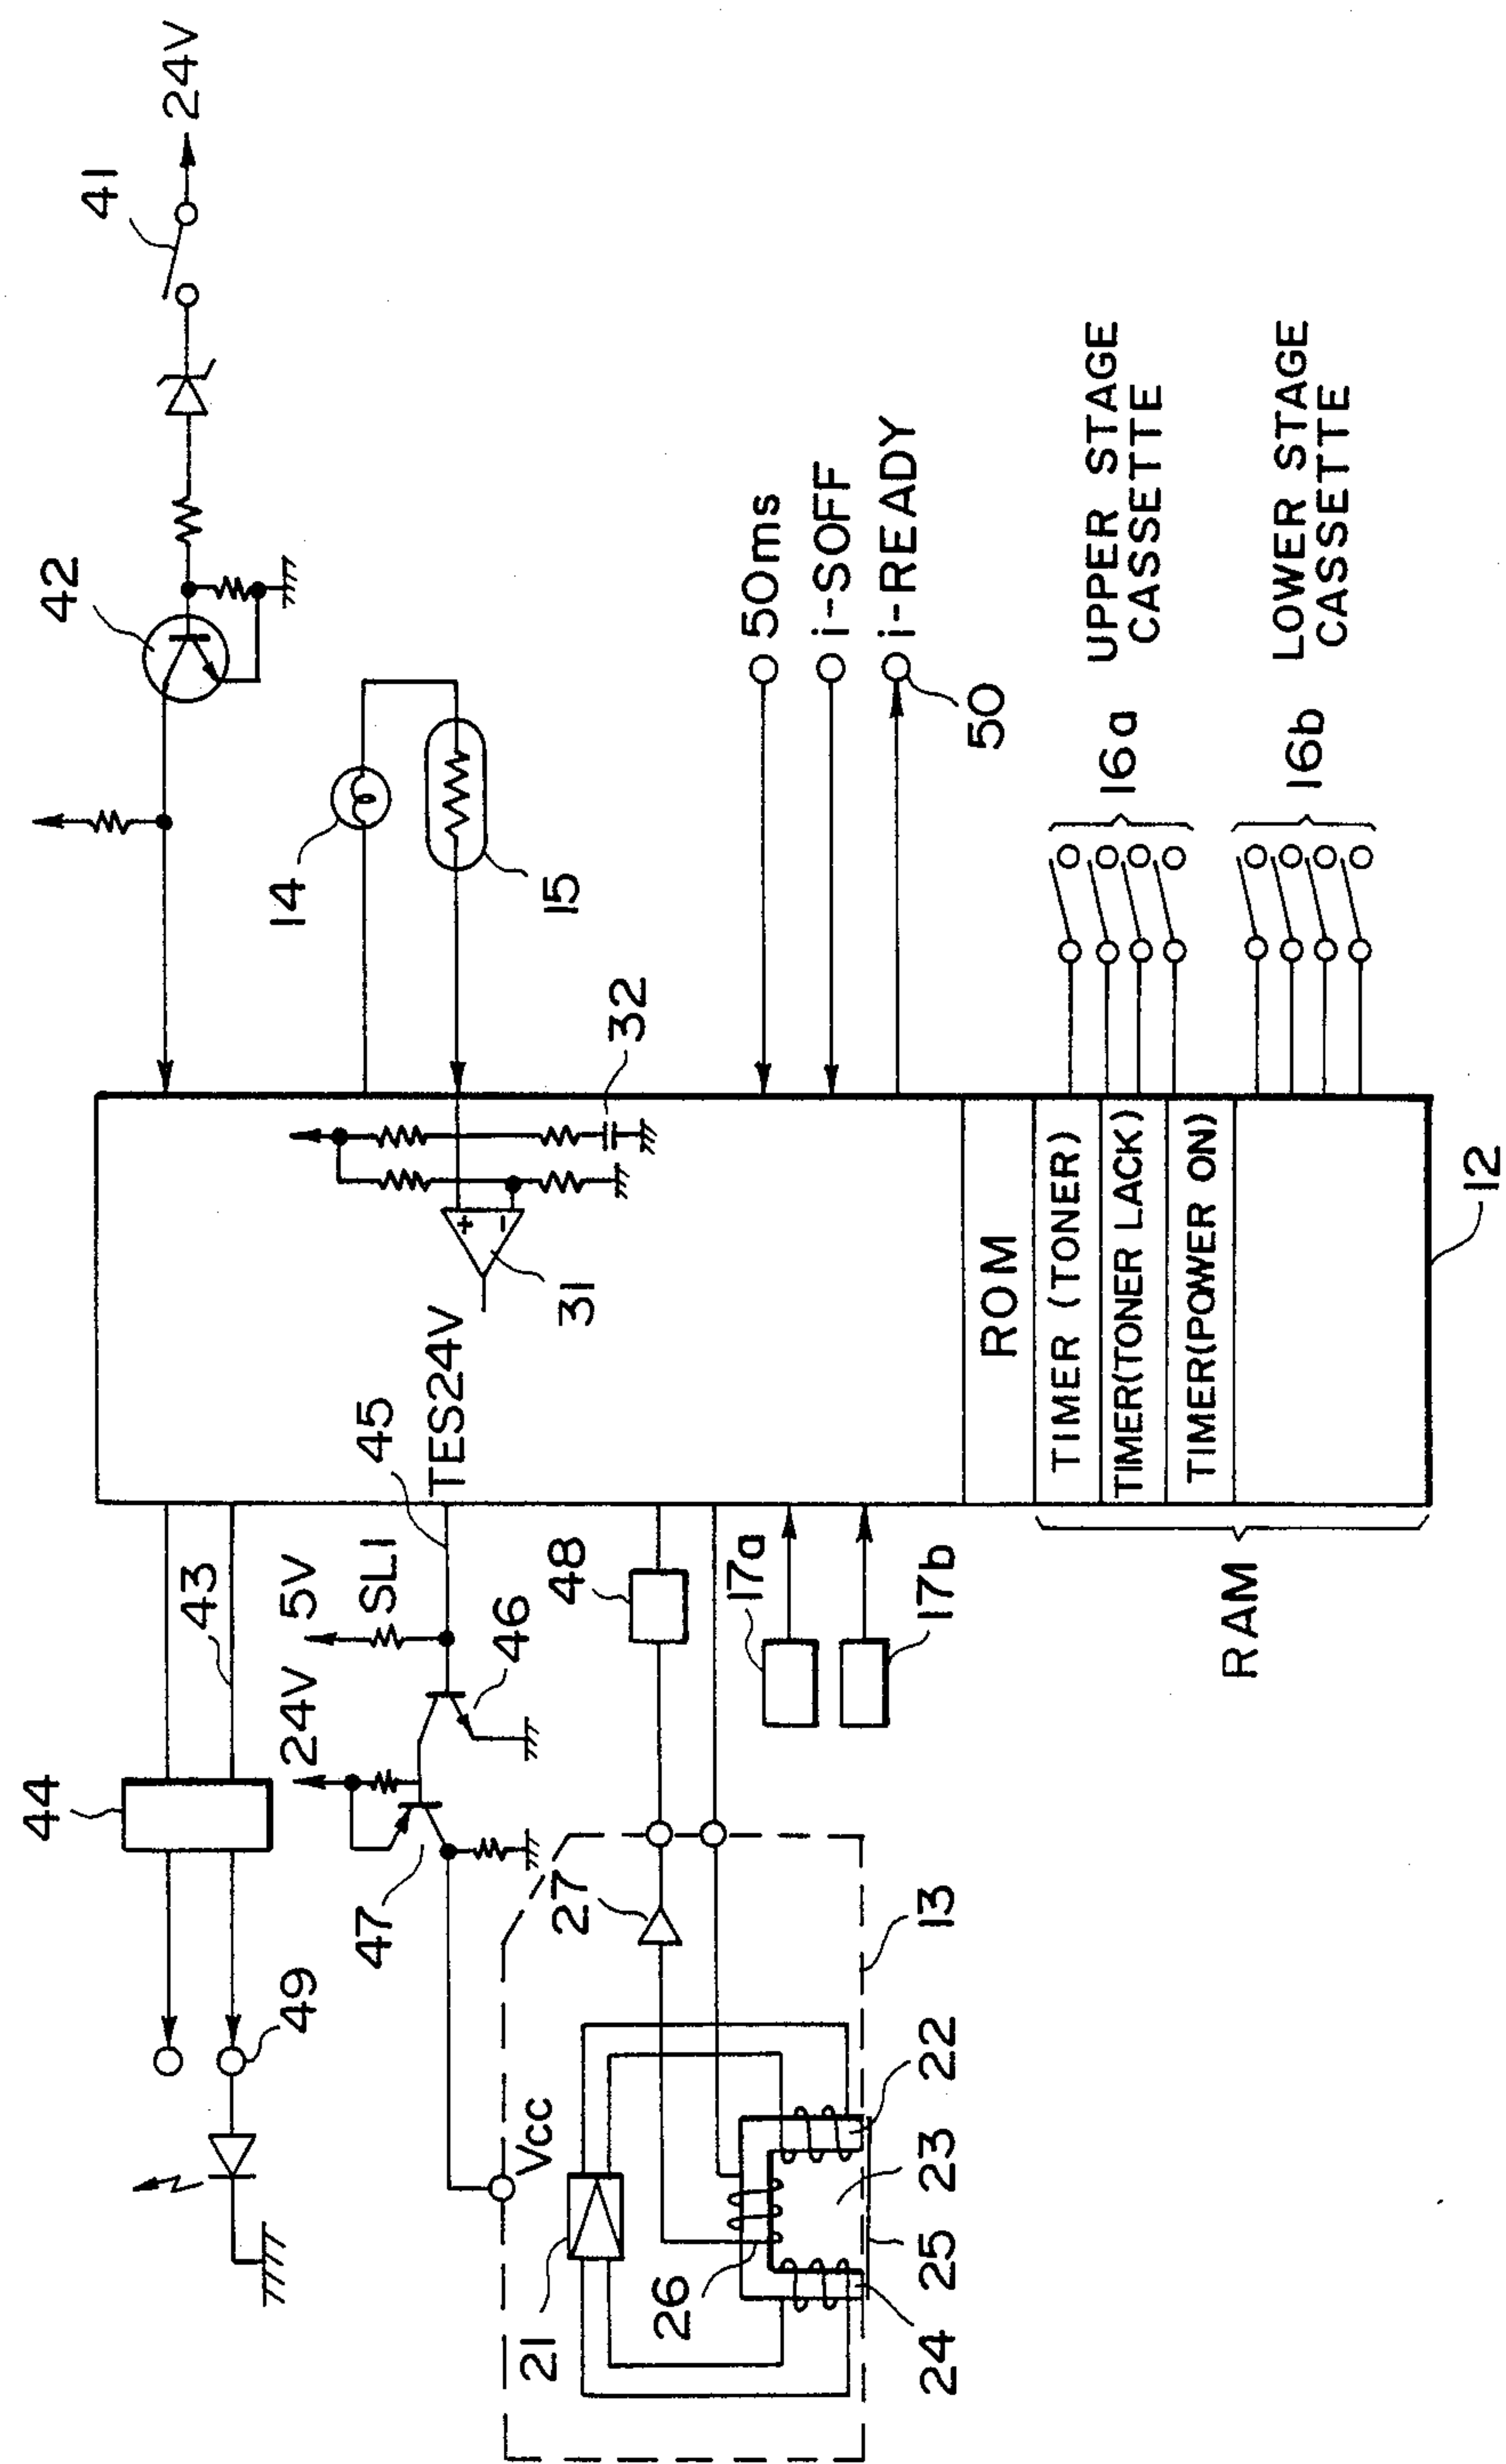 44
43
49
24V
5V
SL1
45
TES24V
46
47
Vcc
48
27
17a
17b
13
21
26
22
23
25
24
RAM
ROM
TIMER (TONER)
TIMER(TONER LACK)
TIMER(POWER ON)
12
31
32
14
15
42
41
24V
50ms
i-SOFF
i-READY
50
16a
UPPER STAGE
CASSETTE
16b
LOWER STAGE
CASSETTE
+
−